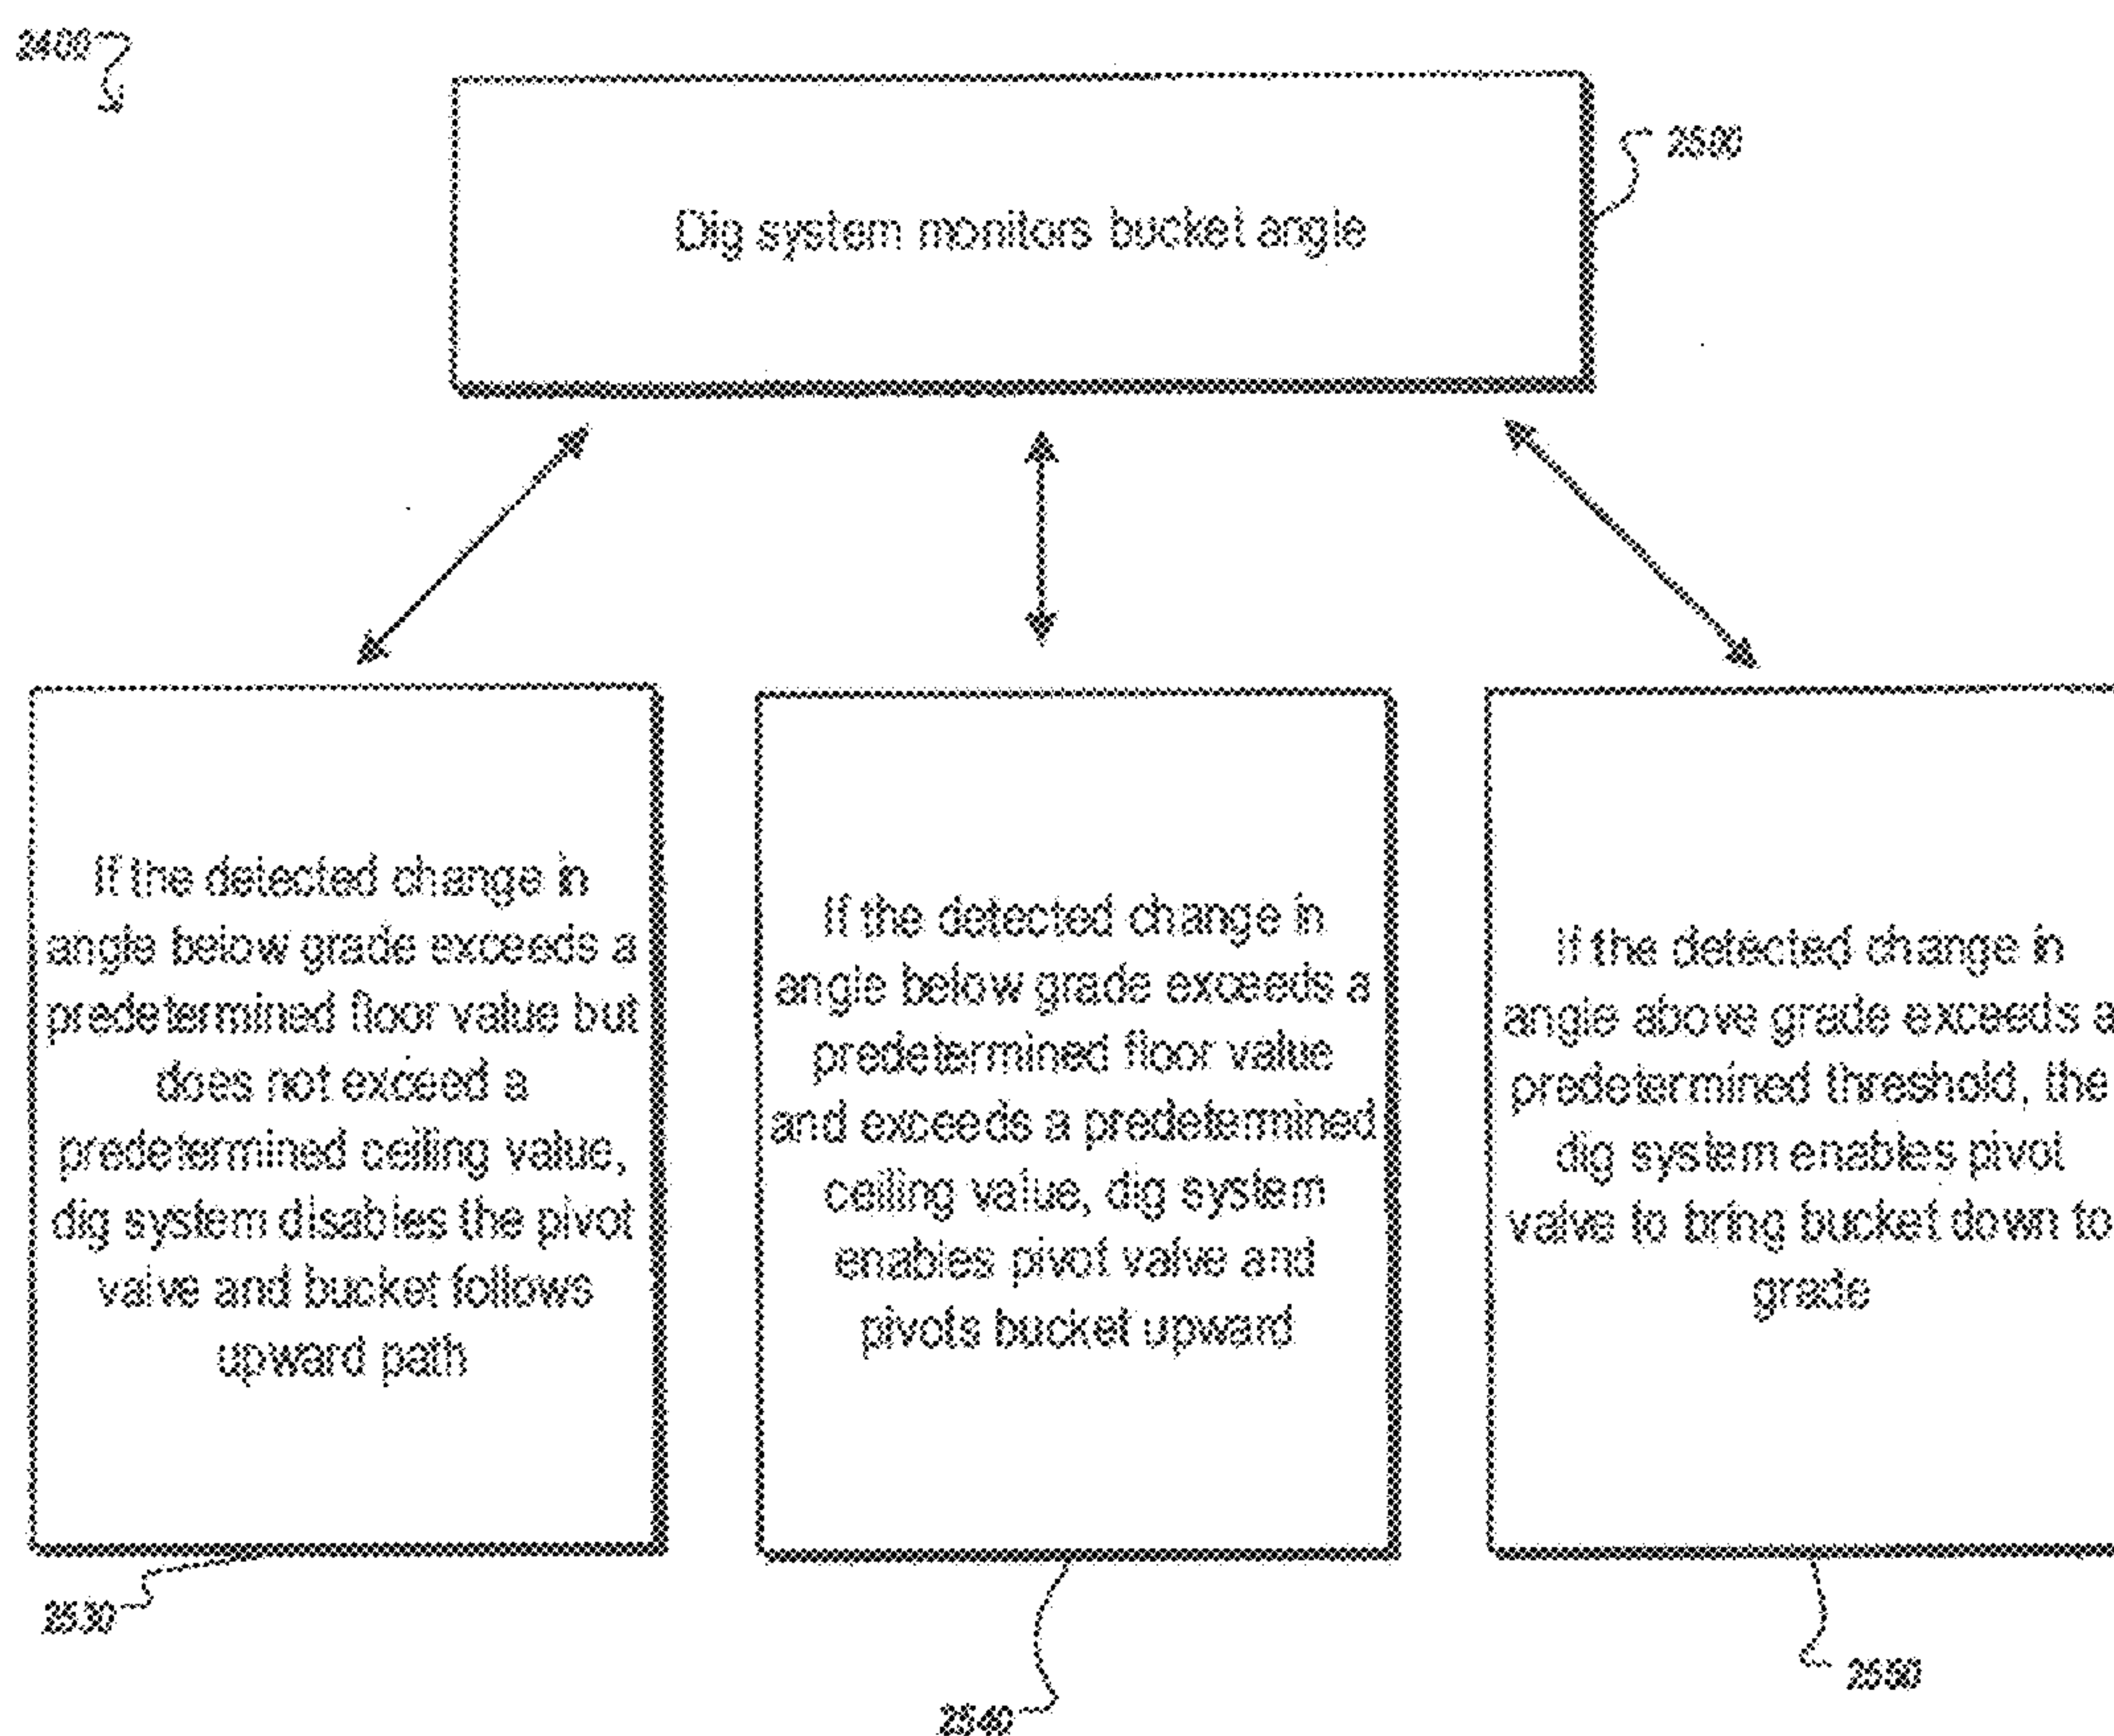 2400
Dig system monitors bucket angle
2500
If the detected change in
angle below grade exceeds a
predetermined floor value but
does not exceed a
predetermined ceiling value,
dig system disables the pivot
valve and bucket follows
upward path
If the detected change in
angle below grade exceeds a
predetermined floor value
and exceeds a predetermined
ceiling value, dig system
enables pivot valve and
pivots bucket upward
If the detected change in
angle above grade exceeds a
predetermined threshold, the
dig system enables pivot
valve to bring bucket down to
grade
2530
2540